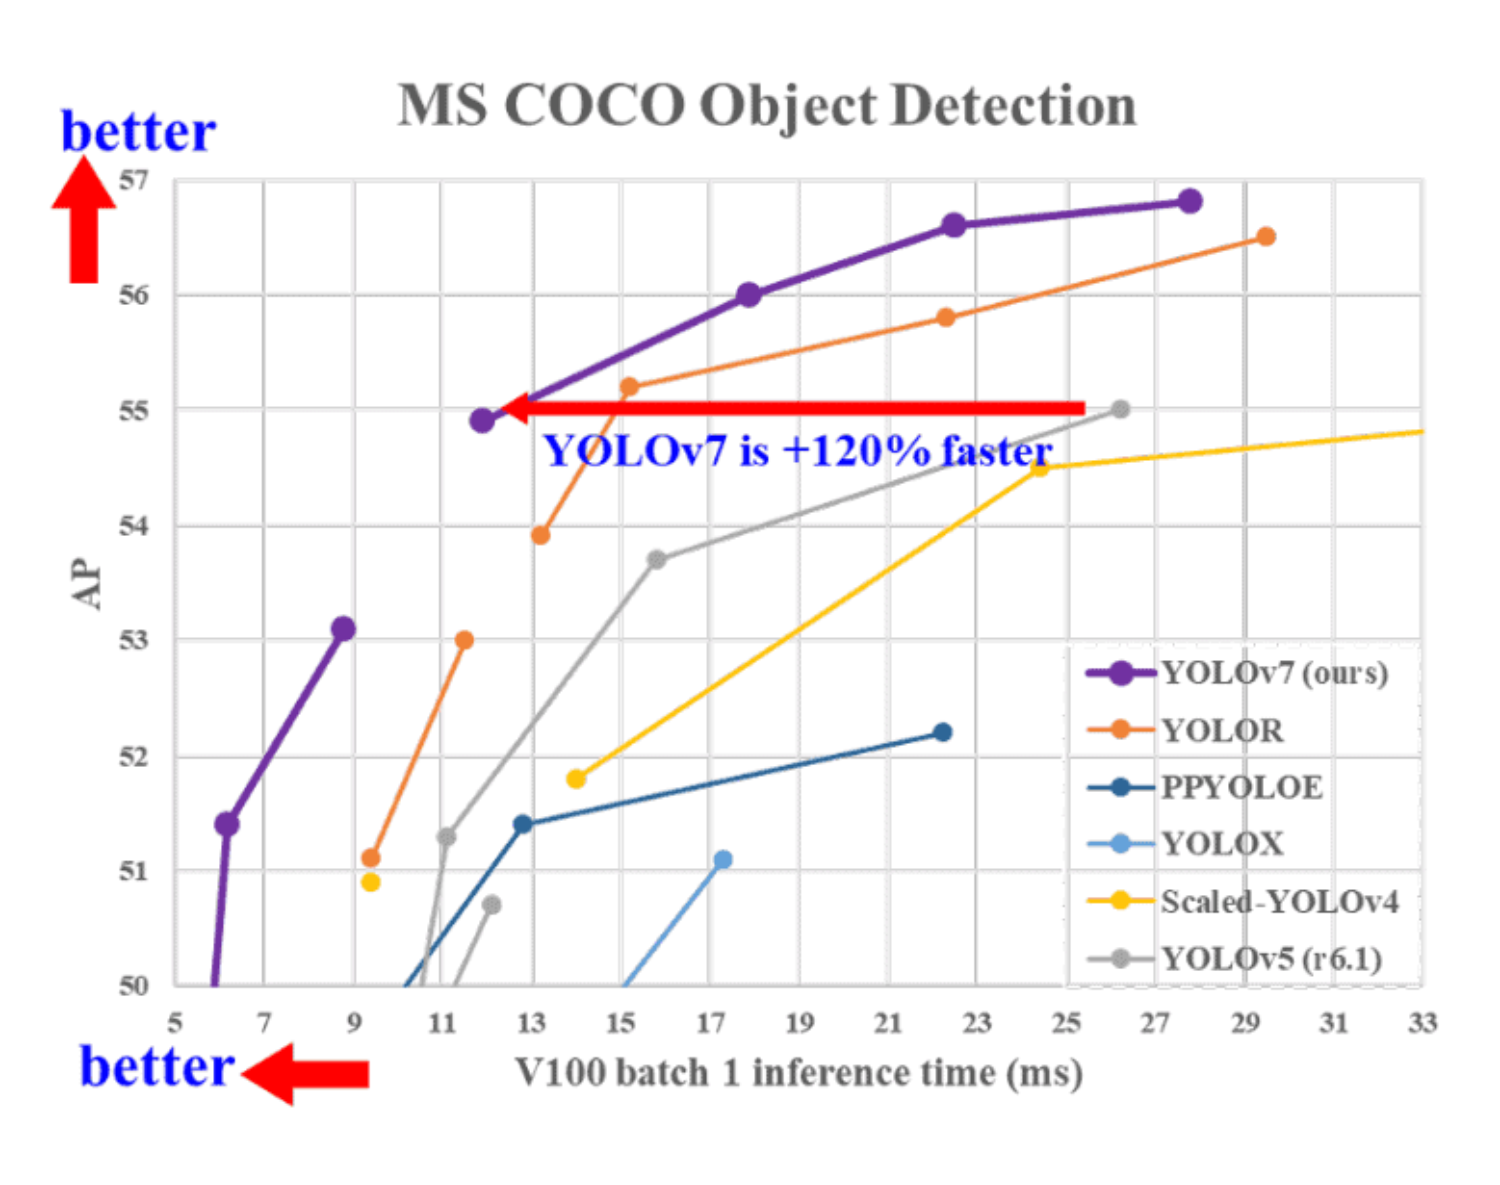 MS COCO Object Detection
better
57
56
55
54
53
52
51
50
AP
YOLOv7 is +120% faster
YOLOv7 (ours)
YOLOR
PPYOLOE
YOLOX
Scaled-YOLOv4
YOLOv5 (r6.1)
5 7 9 11 13 15 17 19 21 23 25 27 29 31 33
better
V100 batch 1 inference time (ms)